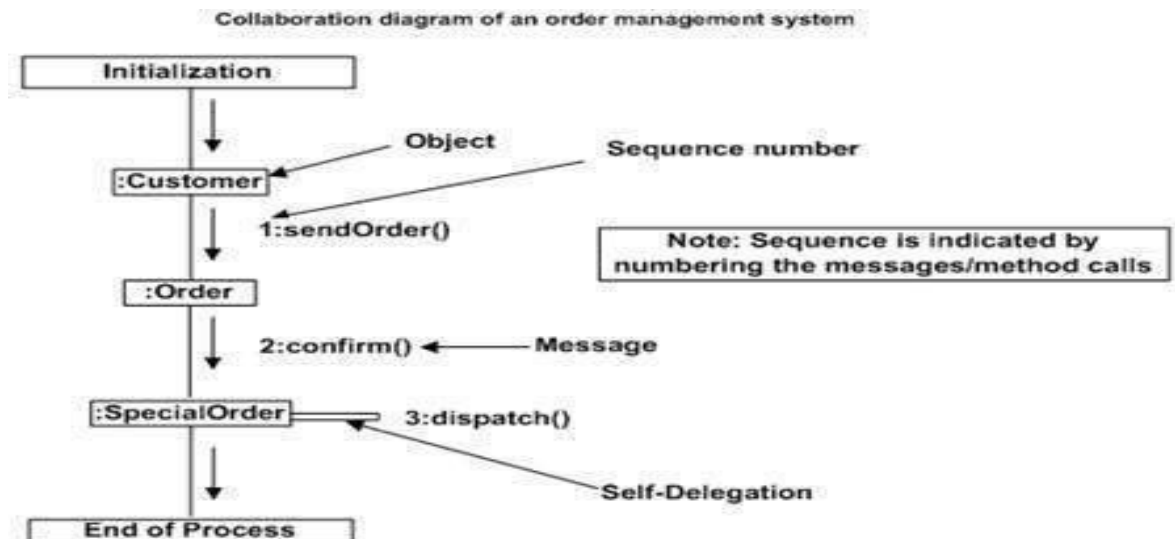 Collaboration diagram of an order management system
Initialization
Object
Sequence number
:Customer
1:sendOrder()
Note: Sequence is indicated by
numbering the messages/method calls
:Order
2:confirm()
Message
:SpecialOrder
3:dispatch()
Self-Delegation
End of Process